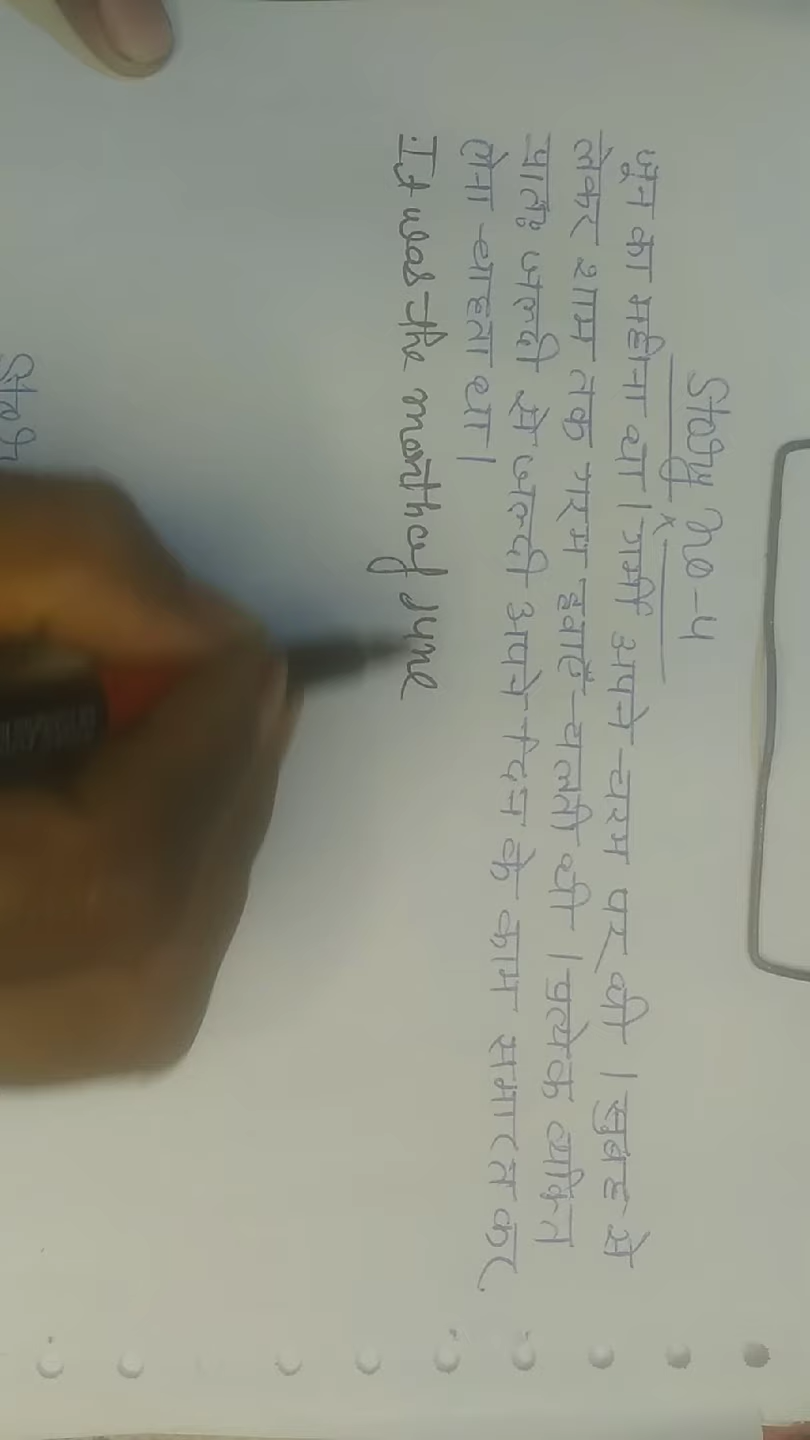 Story No-4
जून का महीना था । गर्मी अपने चरम पर थी । सुबह से
लेकर शाम तक गरम हवाएँ चलती थी । प्रत्येक व्यक्ति
प्रातः जल्दी से जल्दी अपने दिन के काम समाप्त कर
लेना चाहता था ।
It was the month of June
Stor